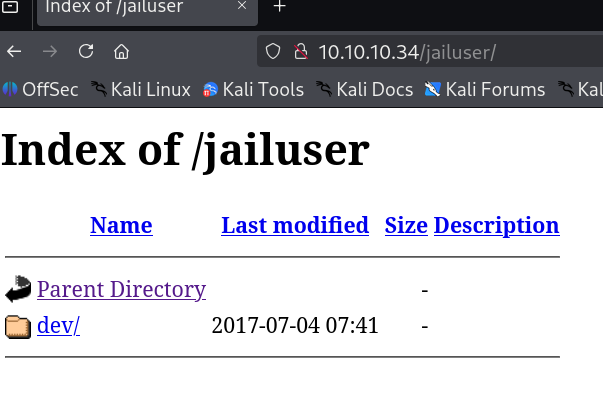 Index of /jailuser
10.10.10.34/jailuser/
OffSec Kali Linux Kali Tools Kali Docs Kali Forums Kal
Index of /jailuser
Name Last modified Size Description
Parent Directory -
dev/ 2017-07-04 07:41 -